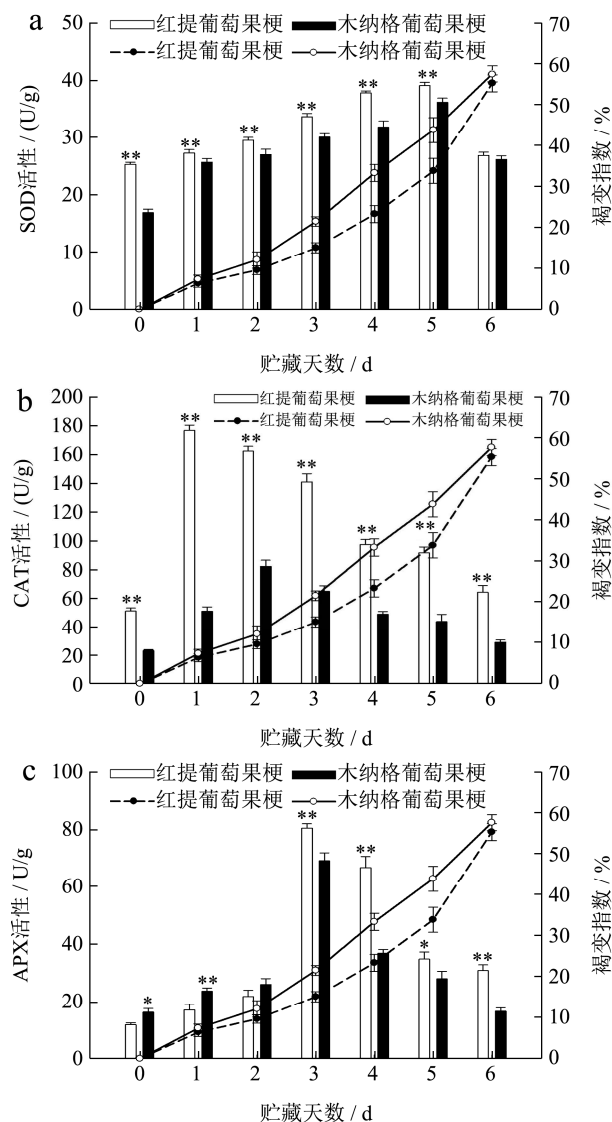 a
红提葡萄果梗 木纳格葡萄果梗
红提葡萄果梗 木纳格葡萄果梗
SOD活性 / (U/g)
50
40
30
20
10
0
** ** ** ** ** **
70
60
50
40
30
20
10
0
褐变指数 / %
0 1 2 3 4 5 6
贮藏天数 / d
b
红提葡萄果梗 木纳格葡萄果梗
红提葡萄果梗 木纳格葡萄果梗
CAT活性 / (U/g)
200
180
160
140
120
100
80
60
40
20
0
** ** ** ** ** ** **
70
60
50
40
30
20
10
0
褐变指数 / %
0 1 2 3 4 5 6
贮藏天数 / d
c
红提葡萄果梗 木纳格葡萄果梗
红提葡萄果梗 木纳格葡萄果梗
APX活性 / U/g
100
80
60
40
20
0
* ** ** ** * **
70
60
50
40
30
20
10
0
褐变指数 / %
0 1 2 3 4 5 6
贮藏天数 / d